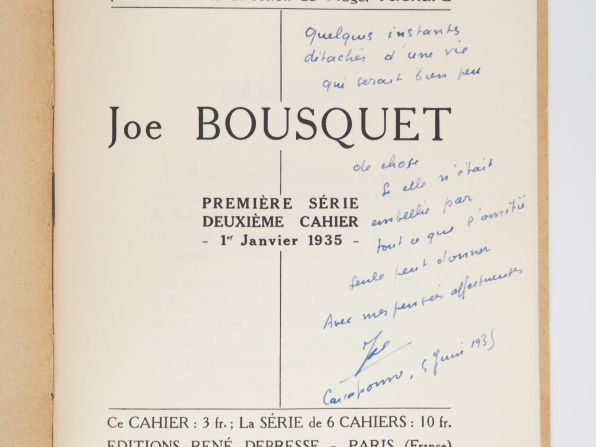 Quelques instants
détachés d'une vie
qui serait bien peu
Joe BOUSQUET
de chose
si elle n'était
embellie par
tout ce que l'amitié
seule peut donner
PREMIÈRE SÉRIE
DEUXIÈME CAHIER
- 1er Janvier 1935 -
Avec mes pensées affectueuses
Joe
Carcassonne, 5 Juin 1935
Ce CAHIER : 3 fr. ; La SÉRIE de 6 CAHIERS : 10 fr.
EDITIONS RENÉ DEBRESSE - PARIS (France)